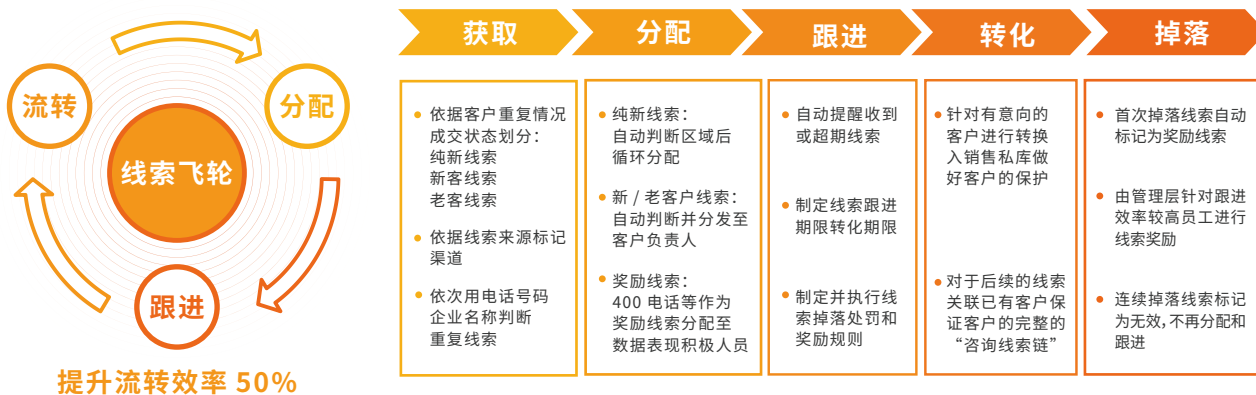 流转
分配
线索飞轮
跟进
提升流转效率 50%
获取
依据客户重复情况
成交状态划分：
纯新线索
新客线索
老客线索
依据线索来源标记
渠道
依次用电话号码
企业名称判断
重复线索
分配
纯新线索：
自动判断区域后
循环分配
新 / 老客户线索：
自动判断并分发至
客户负责人
奖励线索：
400 电话等作为
奖励线索分配至
数据表现积极人员
跟进
自动提醒收到
或超期线索
制定线索跟进
期限转化期限
制定并执行线
索掉落处罚和
奖励规则
转化
针对有意向的
客户进行转换
入销售私库做
好客户的保护
对于后续的线索
关联已有客户保
证客户的完整的
“咨询线索链”
掉落
首次掉落线索自动
标记为奖励线索
由管理层针对跟进
效率较高员工进行
线索奖励
连续掉落线索标记
为无效，不再分配和
跟进